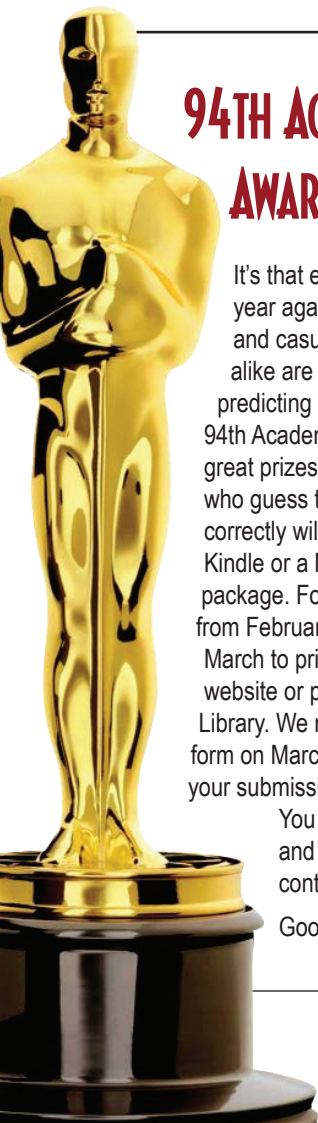 94TH AC
AWAR
It's that e
year aga
and casu
alike are
predicting
94th Acader
great prizes
who guess t
correctly wil
Kindle or a
package. Fo
from Februar
March to pri
website or p
Library. We
form on Marc
your submissi
You
and
cont
Goo